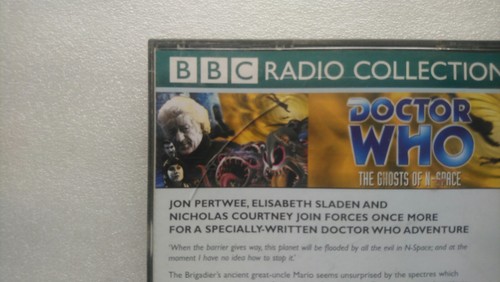 BBC RADIO COLLECTION
DOCTOR
WHO
THE GHOSTS OF N-SPACE
JON PERTWEE, ELISABETH SLADEN AND
NICHOLAS COURTNEY JOIN FORCES ONCE MORE
FOR A SPECIALLY-WRITTEN DOCTOR WHO ADVENTURE
'When the barrier gives way, this planet will be flooded by all the evil in N-Space; and at the
moment I have no idea how to stop it.'
The Brigadier's ancient great-uncle Mario seems unsurprised by the spectres which